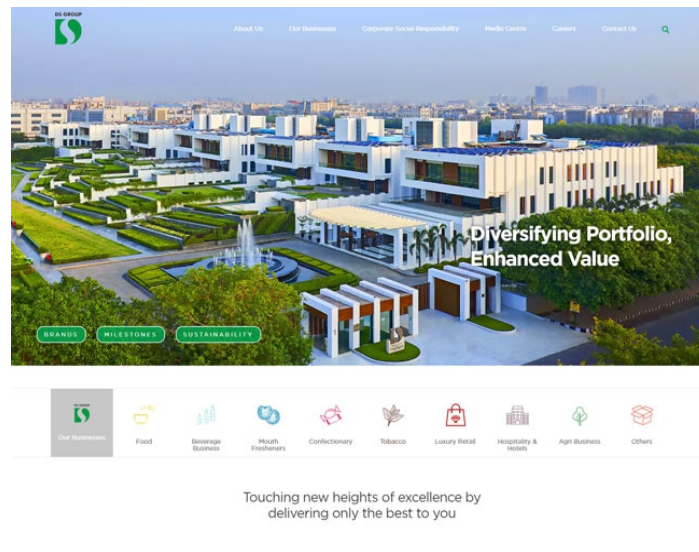 DS GROUP
About Us
Our Businesses
Corporate Social Responsibility
Media Centre
Careers
Contact Us
Diversifying Portfolio,
Enhanced Value
BRANDS
MILESTONES
SUSTAINABILITY
DS GROUP
Our Businesses
Food
Beverage
Business
Mouth
Fresheners
Confectionary
Tobacco
Luxury Retail
Hospitality &
Hotels
Agri Business
Others
Touching new heights of excellence by
delivering only the best to you